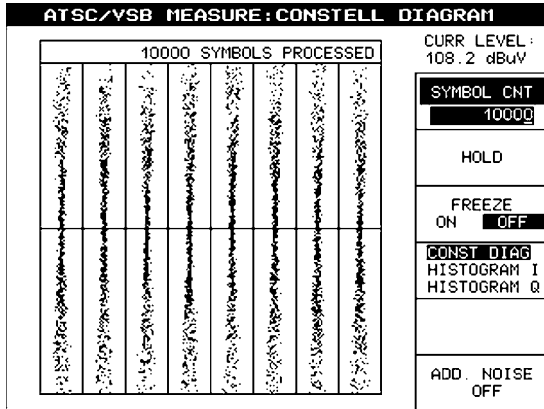 ATSC/VSB MEASURE:CONSTELL DIAGRAM
10000 SYMBOLS PROCESSED
CURR LEVEL:
108.2 dBuV
SYMBOL CNT
10000
HOLD
FREEZE
ON OFF
CONST DIAG
HISTOGRAM I
HISTOGRAM Q
ADD. NOISE
OFF